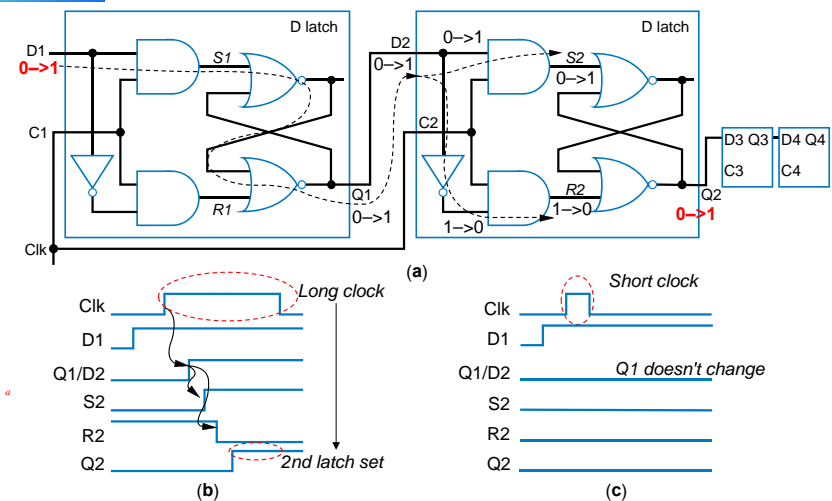 D latch
D1
0–>1
S1
C1
R1
Q1
0–>1
Clk
D latch
D2
0–>1
0–>1
S2
0–>1
C2
R2
1–>0
1–>0
Q2
0–>1
D3 Q3
C3
D4 Q4
C4
(a)
Long clock
Clk
D1
Q1/D2
S2
R2
Q2
2nd latch set
(b)
Short clock
Clk
D1
Q1/D2
Q1 doesn't change
S2
R2
Q2
(c)
a